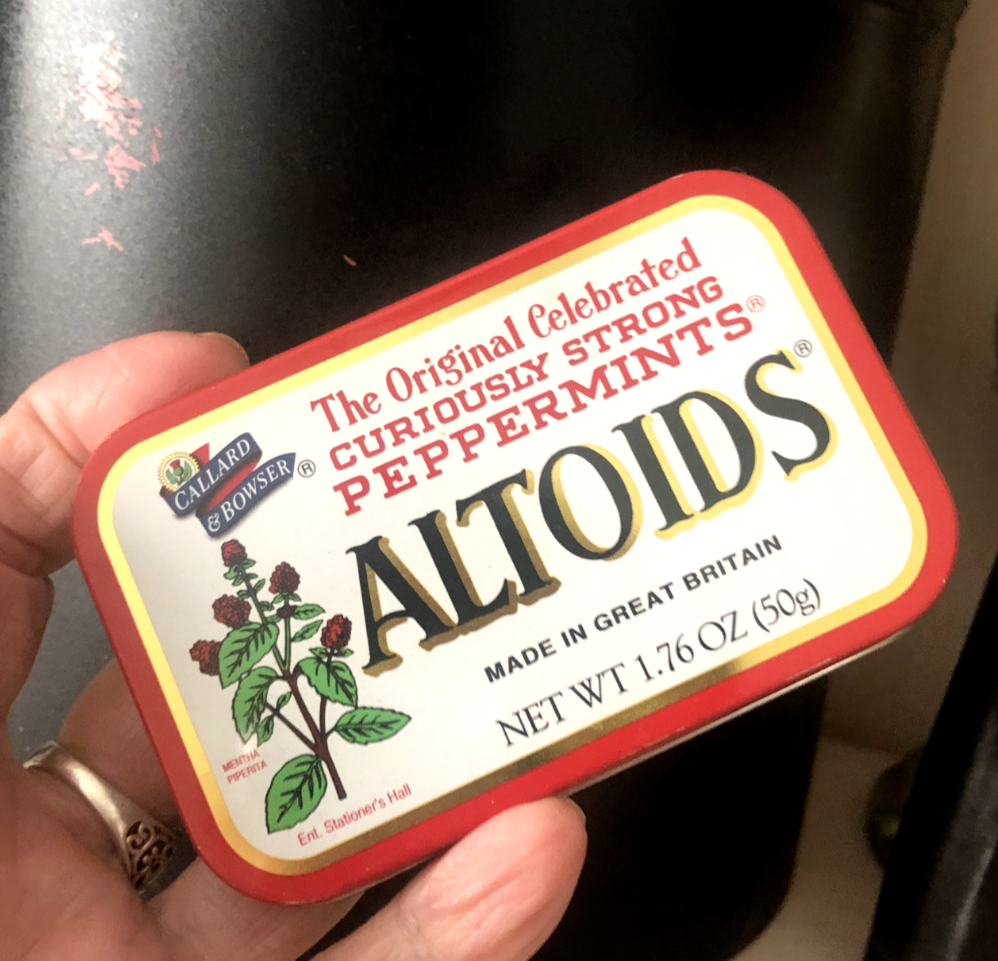 The Original Celebrated
CURIOUSLY STRONG
PEPPERMINTS®
CALLARD
& BOWSER®
ALTOIDS®
MADE IN GREAT BRITAIN
NET WT 1.76 OZ (50g)
MENTHA
PIPERITA
Ent. Stationer's Hall